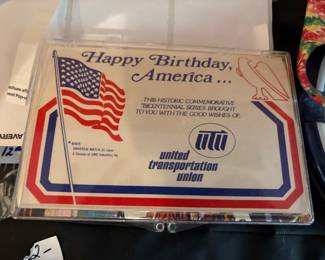 Happy Birthday,
America...
THIS HISTORIC COMMEMORATIVE
"BICENTENNIAL SERIES BROUGHT
TO YOU WITH THE GOOD WISHES OF,
utu
united
transportation
union
AVERY